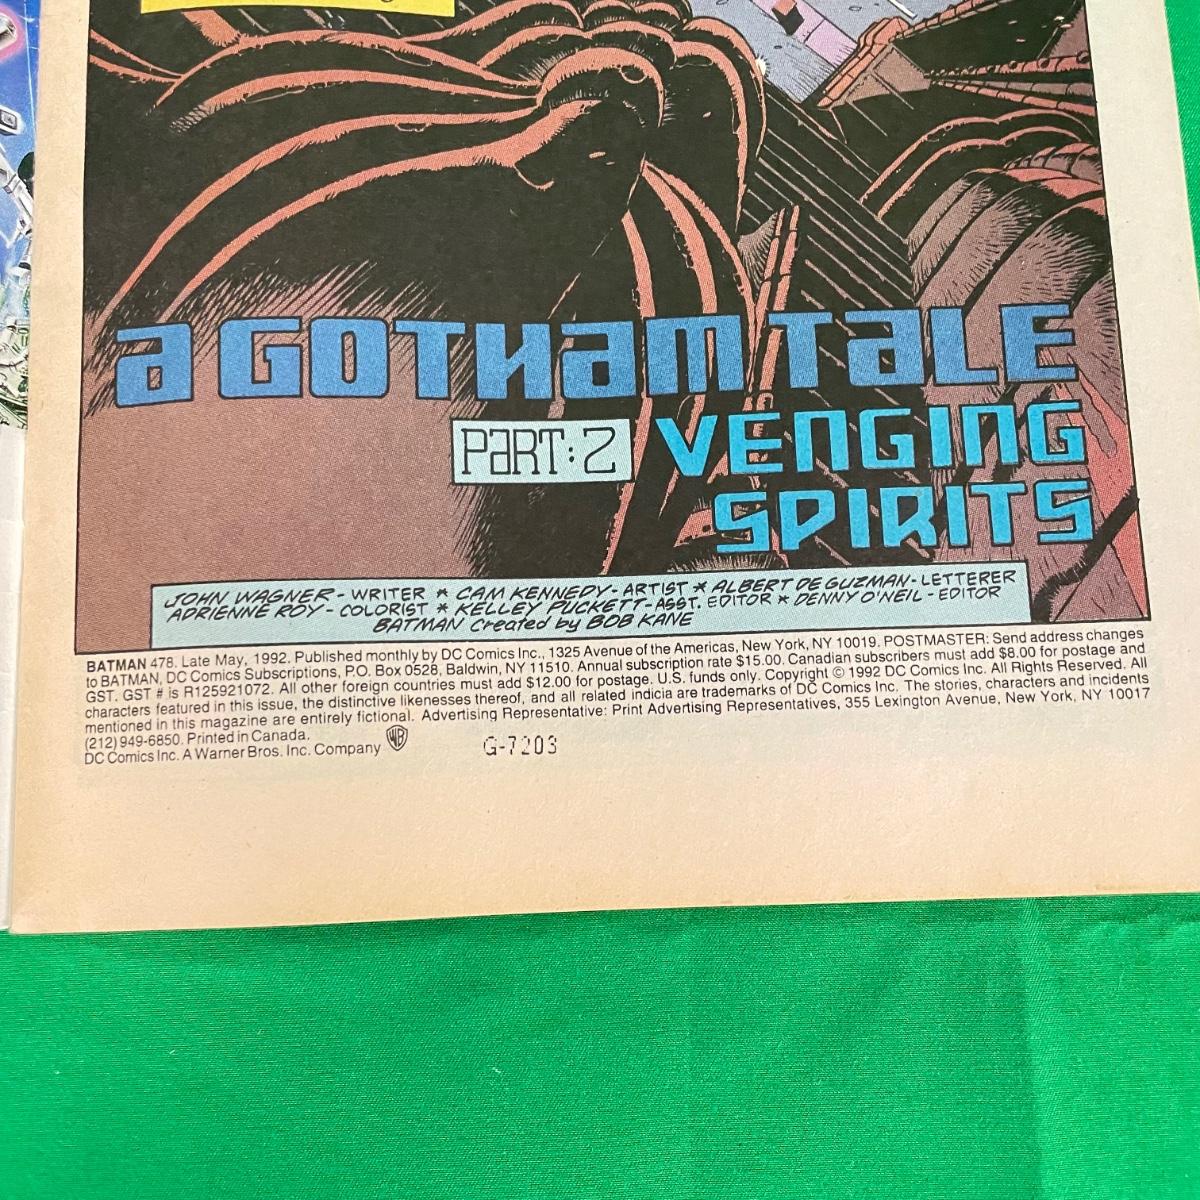 a GOTHam TaLE
PaRT:2 VENGING
SPIRITS
JOHN WAGNER - WRITER * CAM KENNEDY - ARTIST * ALBERT DE GUZMAN - LETTERER
ADRIENNE ROY - COLORIST * KELLEY PUCKETT - ASST. EDITOR * DENNY O'NEIL - EDITOR
BATMAN Created by BOB KANE
BATMAN 478. Late May, 1992. Published monthly by DC Comics Inc., 1325 Avenue of the Americas, New York, NY 10019. POSTMASTER: Send address changes
to BATMAN, DC Comics Subscriptions, P.O. Box 0528, Baldwin, NY 11510. Annual subscription rate $15.00. Canadian subscribers must add $8.00 for postage and
GST. GST # is R125921072. All other foreign countries must add $12.00 for postage. U.S. funds only. Copyright © 1992 DC Comics Inc. All Rights Reserved. All
characters featured in this issue, the distinctive likenesses thereof, and all related indicia are trademarks of DC Comics Inc. The stories, characters and incidents
mentioned in this magazine are entirely fictional. Advertising Representative: Print Advertising Representatives, 355 Lexington Avenue, New York, NY 10017
(212) 949-6850. Printed in Canada.
DC Comics Inc. A Warner Bros. Inc. Company WB G-7203